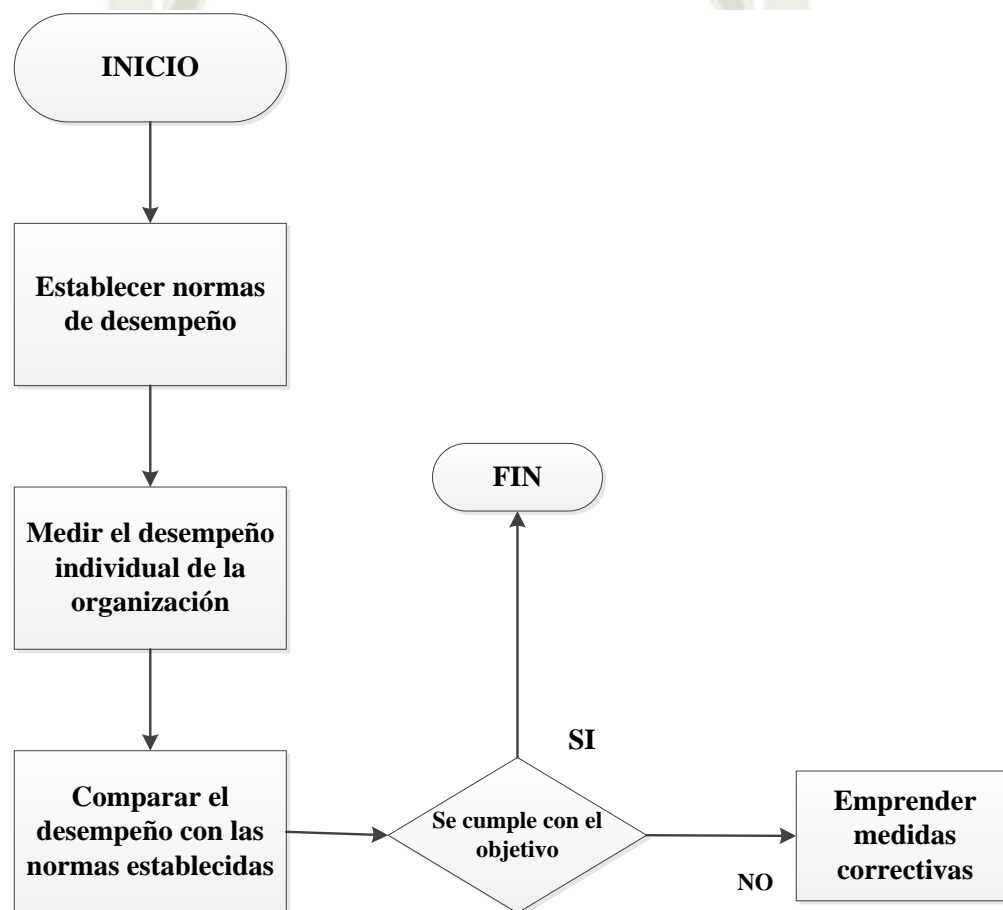 INICIO
Establecer normas
de desempeño
Medir el desempeño
individual de la
organización
Comparar el
desempeño con las
normas establecidas
Se cumple con el
objetivo
SI
FIN
NO
Emprender
medidas
correctivas